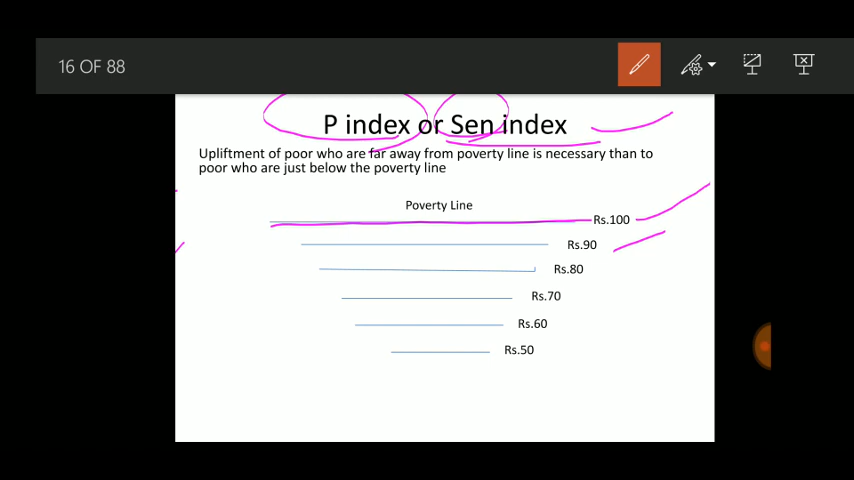 16 OF 88
P index or Sen index
Upliftment of poor who are far away from poverty line is necessary than to
poor who are just below the poverty line
Poverty Line
Rs.100
Rs.90
Rs.80
Rs.70
Rs.60
Rs.50